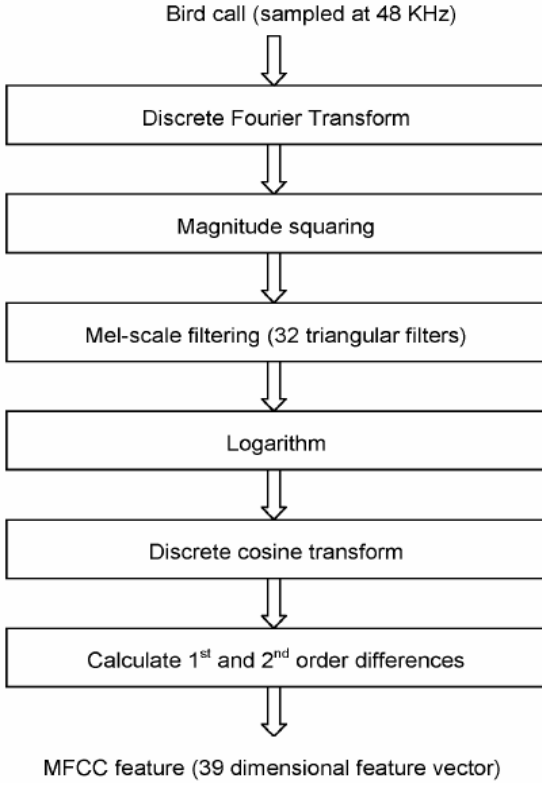 Bird call (sampled at 48 KHz)
Discrete Fourier Transform
Magnitude squaring
Mel-scale filtering (32 triangular filters)
Logarithm
Discrete cosine transform
Calculate 1st and 2nd order differences
MFCC feature (39 dimensional feature vector)